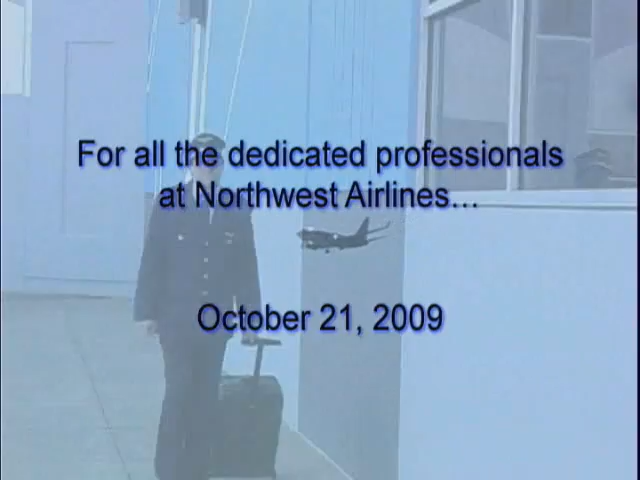 For all the dedicated professionals
at Northwest Airlines...
October 21, 2009